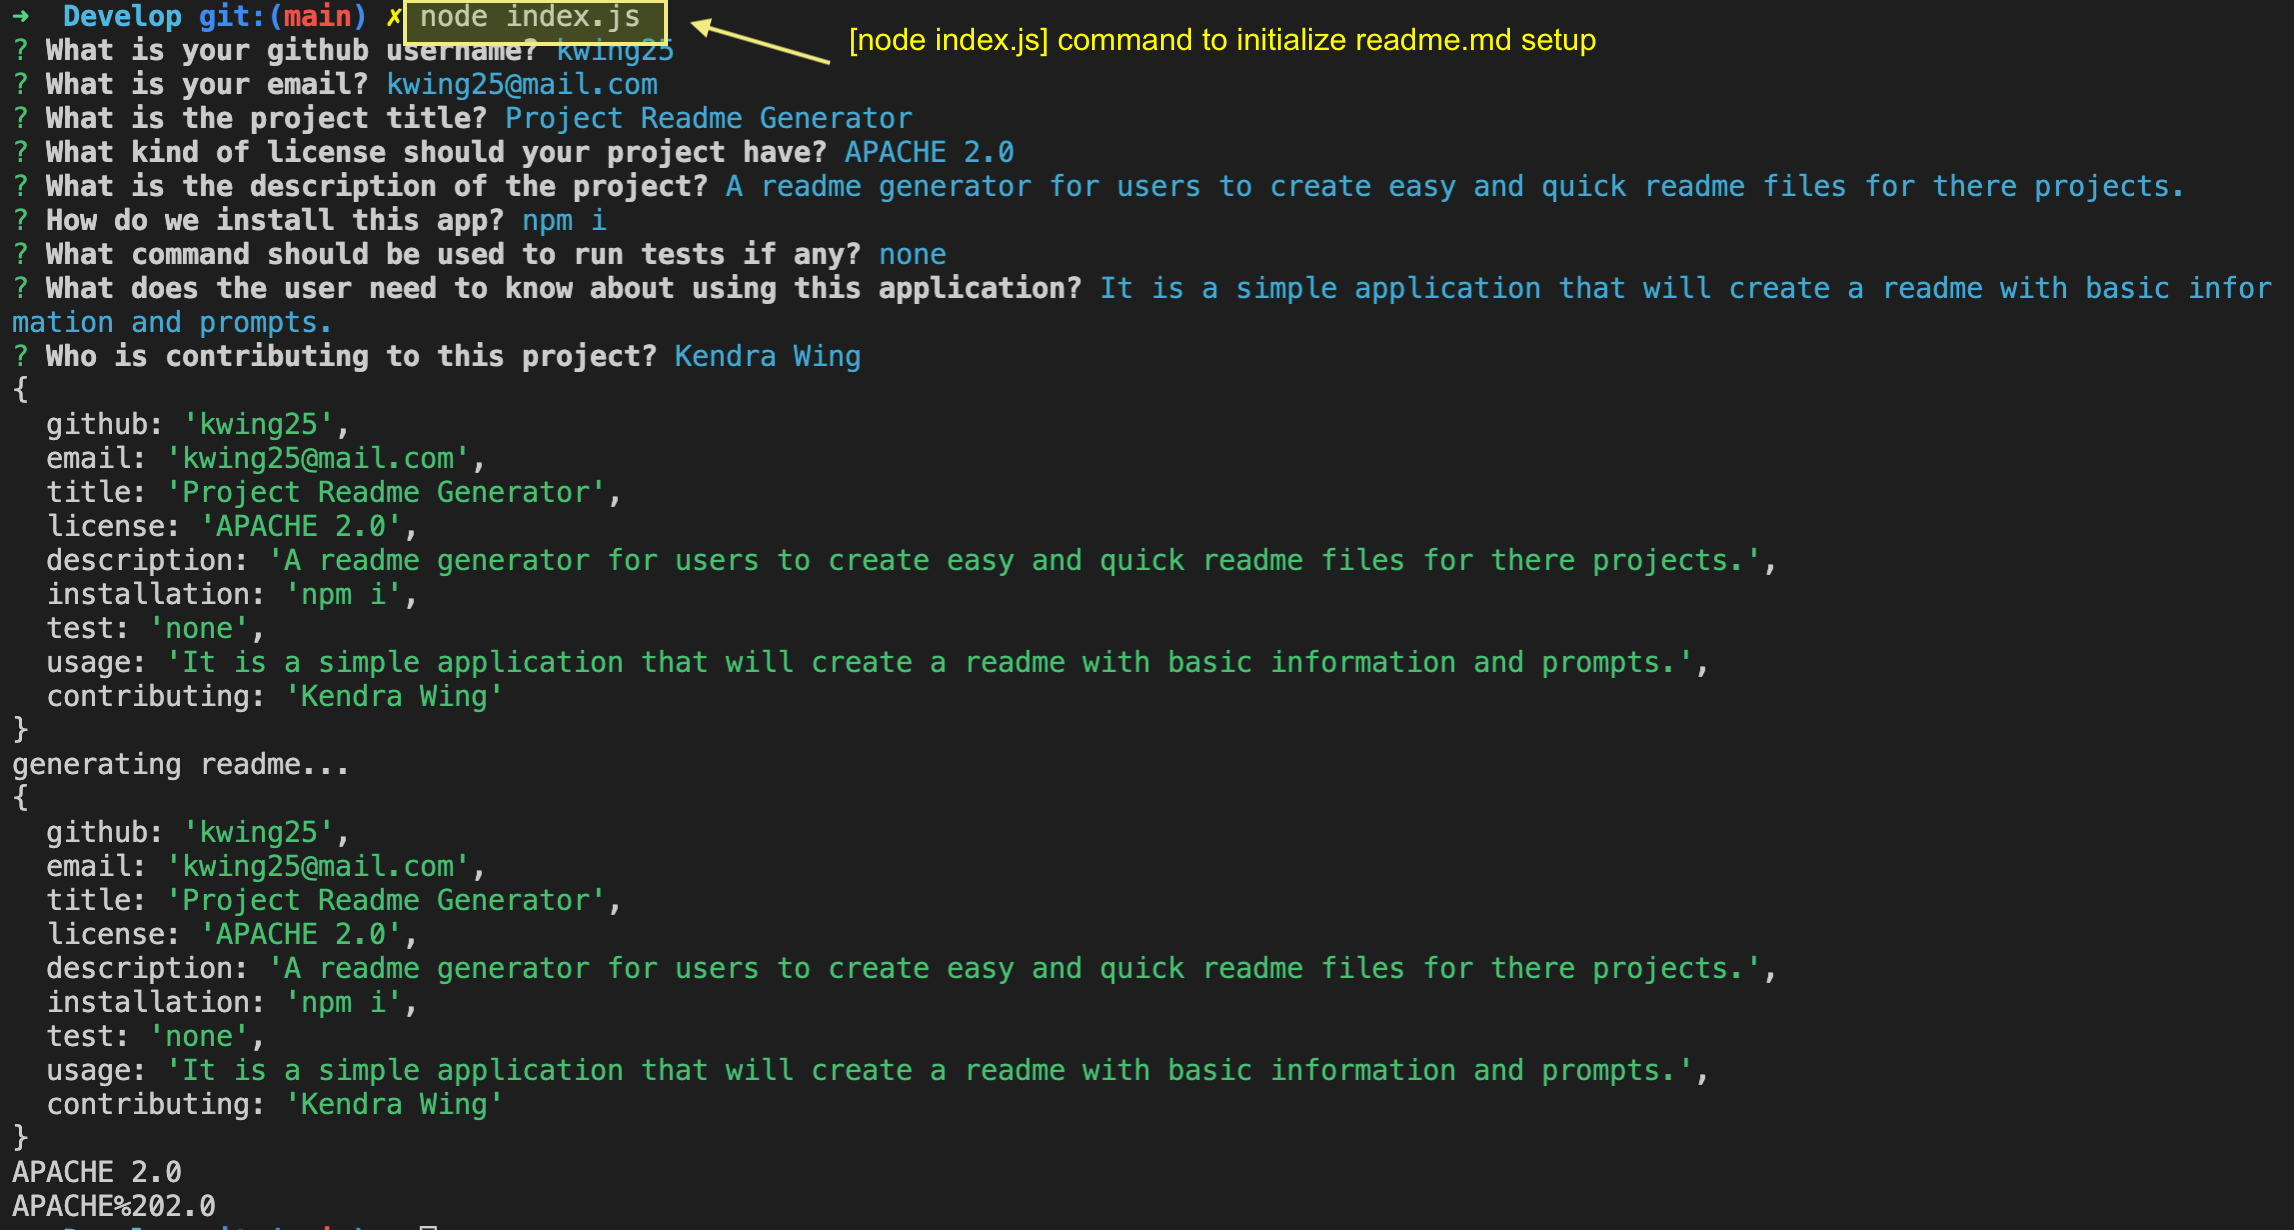 ➜  Develop git:(main) ✗ node index.js
[node index.js] command to initialize readme.md setup
? What is your github username? kwing25
? What is your email? kwing25@mail.com
? What is the project title? Project Readme Generator
? What kind of license should your project have? APACHE 2.0
? What is the description of the project? A readme generator for users to create easy and quick readme files for there projects.
? How do we install this app? npm i
? What command should be used to run tests if any? none
? What does the user need to know about using this application? It is a simple application that will create a readme with basic infor
mation and prompts.
? Who is contributing to this project? Kendra Wing
{
  github: 'kwing25',
  email: 'kwing25@mail.com',
  title: 'Project Readme Generator',
  license: 'APACHE 2.0',
  description: 'A readme generator for users to create easy and quick readme files for there projects.',
  installation: 'npm i',
  test: 'none',
  usage: 'It is a simple application that will create a readme with basic information and prompts.',
  contributing: 'Kendra Wing'
}
generating readme...
{
  github: 'kwing25',
  email: 'kwing25@mail.com',
  title: 'Project Readme Generator',
  license: 'APACHE 2.0',
  description: 'A readme generator for users to create easy and quick readme files for there projects.',
  installation: 'npm i',
  test: 'none',
  usage: 'It is a simple application that will create a readme with basic information and prompts.',
  contributing: 'Kendra Wing'
}
APACHE 2.0
APACHE%202.0